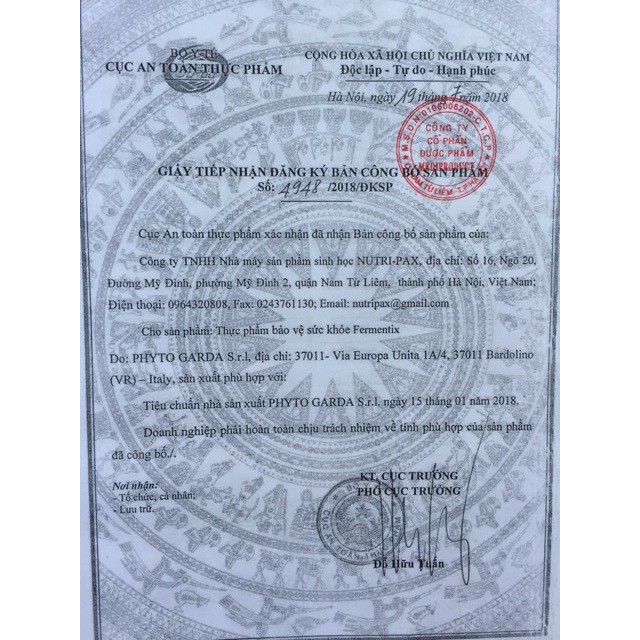 BỘ Y TẾ
CỤC AN TOÀN THỰC PHẨM
CỘNG HÒA XÃ HỘI CHỦ NGHĨA VIỆT NAM
Độc lập - Tự do - Hạnh phúc
Hà Nội, ngày 19 tháng 7 năm 2018
M.S.D.N: 0106006202-C.T.C.P
CÔNG TY
CỔ PHẦN
DƯỢC PHẨM
TỪ LIÊM - T.P HÀ
GIẤY TIẾP NHẬN ĐĂNG KÝ BẢN CÔNG BỐ SẢN PHẨM
Số: 4948 /2018/ĐKSP
Cục An toàn thực phẩm xác nhận đã nhận Bản công bố sản phẩm của:
Công ty TNHH Nhà máy sản phẩm sinh học NUTRI-PAX, địa chỉ: Số 16, Ngõ 20,
Đường Mỹ Đình, phường Mỹ Đình 2, quận Nam Từ Liêm, thành phố Hà Nội, Việt Nam;
Điện thoại: 0964320808, Fax: 0243761130; Email: nutripax@gmail.com
Cho sản phẩm: Thực phẩm bảo vệ sức khỏe Fermentix
Do: PHYTO GARDA S.r.l, địa chỉ: 37011- Via Europa Unita 1A/4, 37011 Bardolino
(VR) – Italy, sản xuất phù hợp với:
Tiêu chuẩn nhà sản xuất PHYTO GARDA S.r.l. ngày 15 tháng 01 năm 2018.
Doanh nghiệp phải hoàn toàn chịu trách nhiệm về tính phù hợp của sản phẩm
đã công bố./.
Nơi nhận:
- Tổ chức, cá nhân;
- Lưu trữ.
KT. CỤC TRƯỞNG
PHÓ CỤC TRƯỞNG
Đỗ Hữu Tuấn